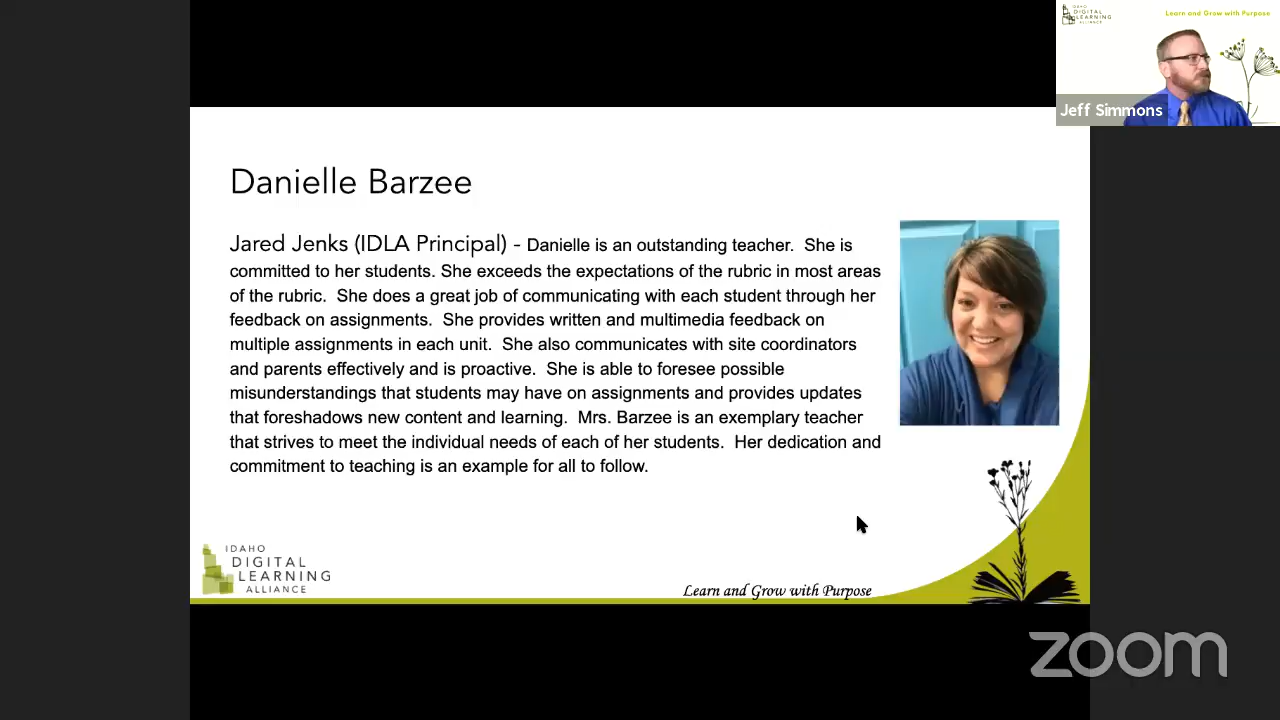 IDAHO
DIGITAL
LEARNING
ALLIANCE
Learn and Grow with Purpose
Jeff Simmons
Danielle Barzee
Jared Jenks (IDLA Principal) – Danielle is an outstanding teacher.  She is
committed to her students. She exceeds the expectations of the rubric in most areas
of the rubric.  She does a great job of communicating with each student through her
feedback on assignments.  She provides written and multimedia feedback on
multiple assignments in each unit.  She also communicates with site coordinators
and parents effectively and is proactive.  She is able to foresee possible
misunderstandings that students may have on assignments and provides updates
that foreshadows new content and learning.  Mrs. Barzee is an exemplary teacher
that strives to meet the individual needs of each of her students.  Her dedication and
commitment to teaching is an example for all to follow.
IDAHO
DIGITAL
LEARNING
ALLIANCE
Learn and Grow with Purpose
zoom